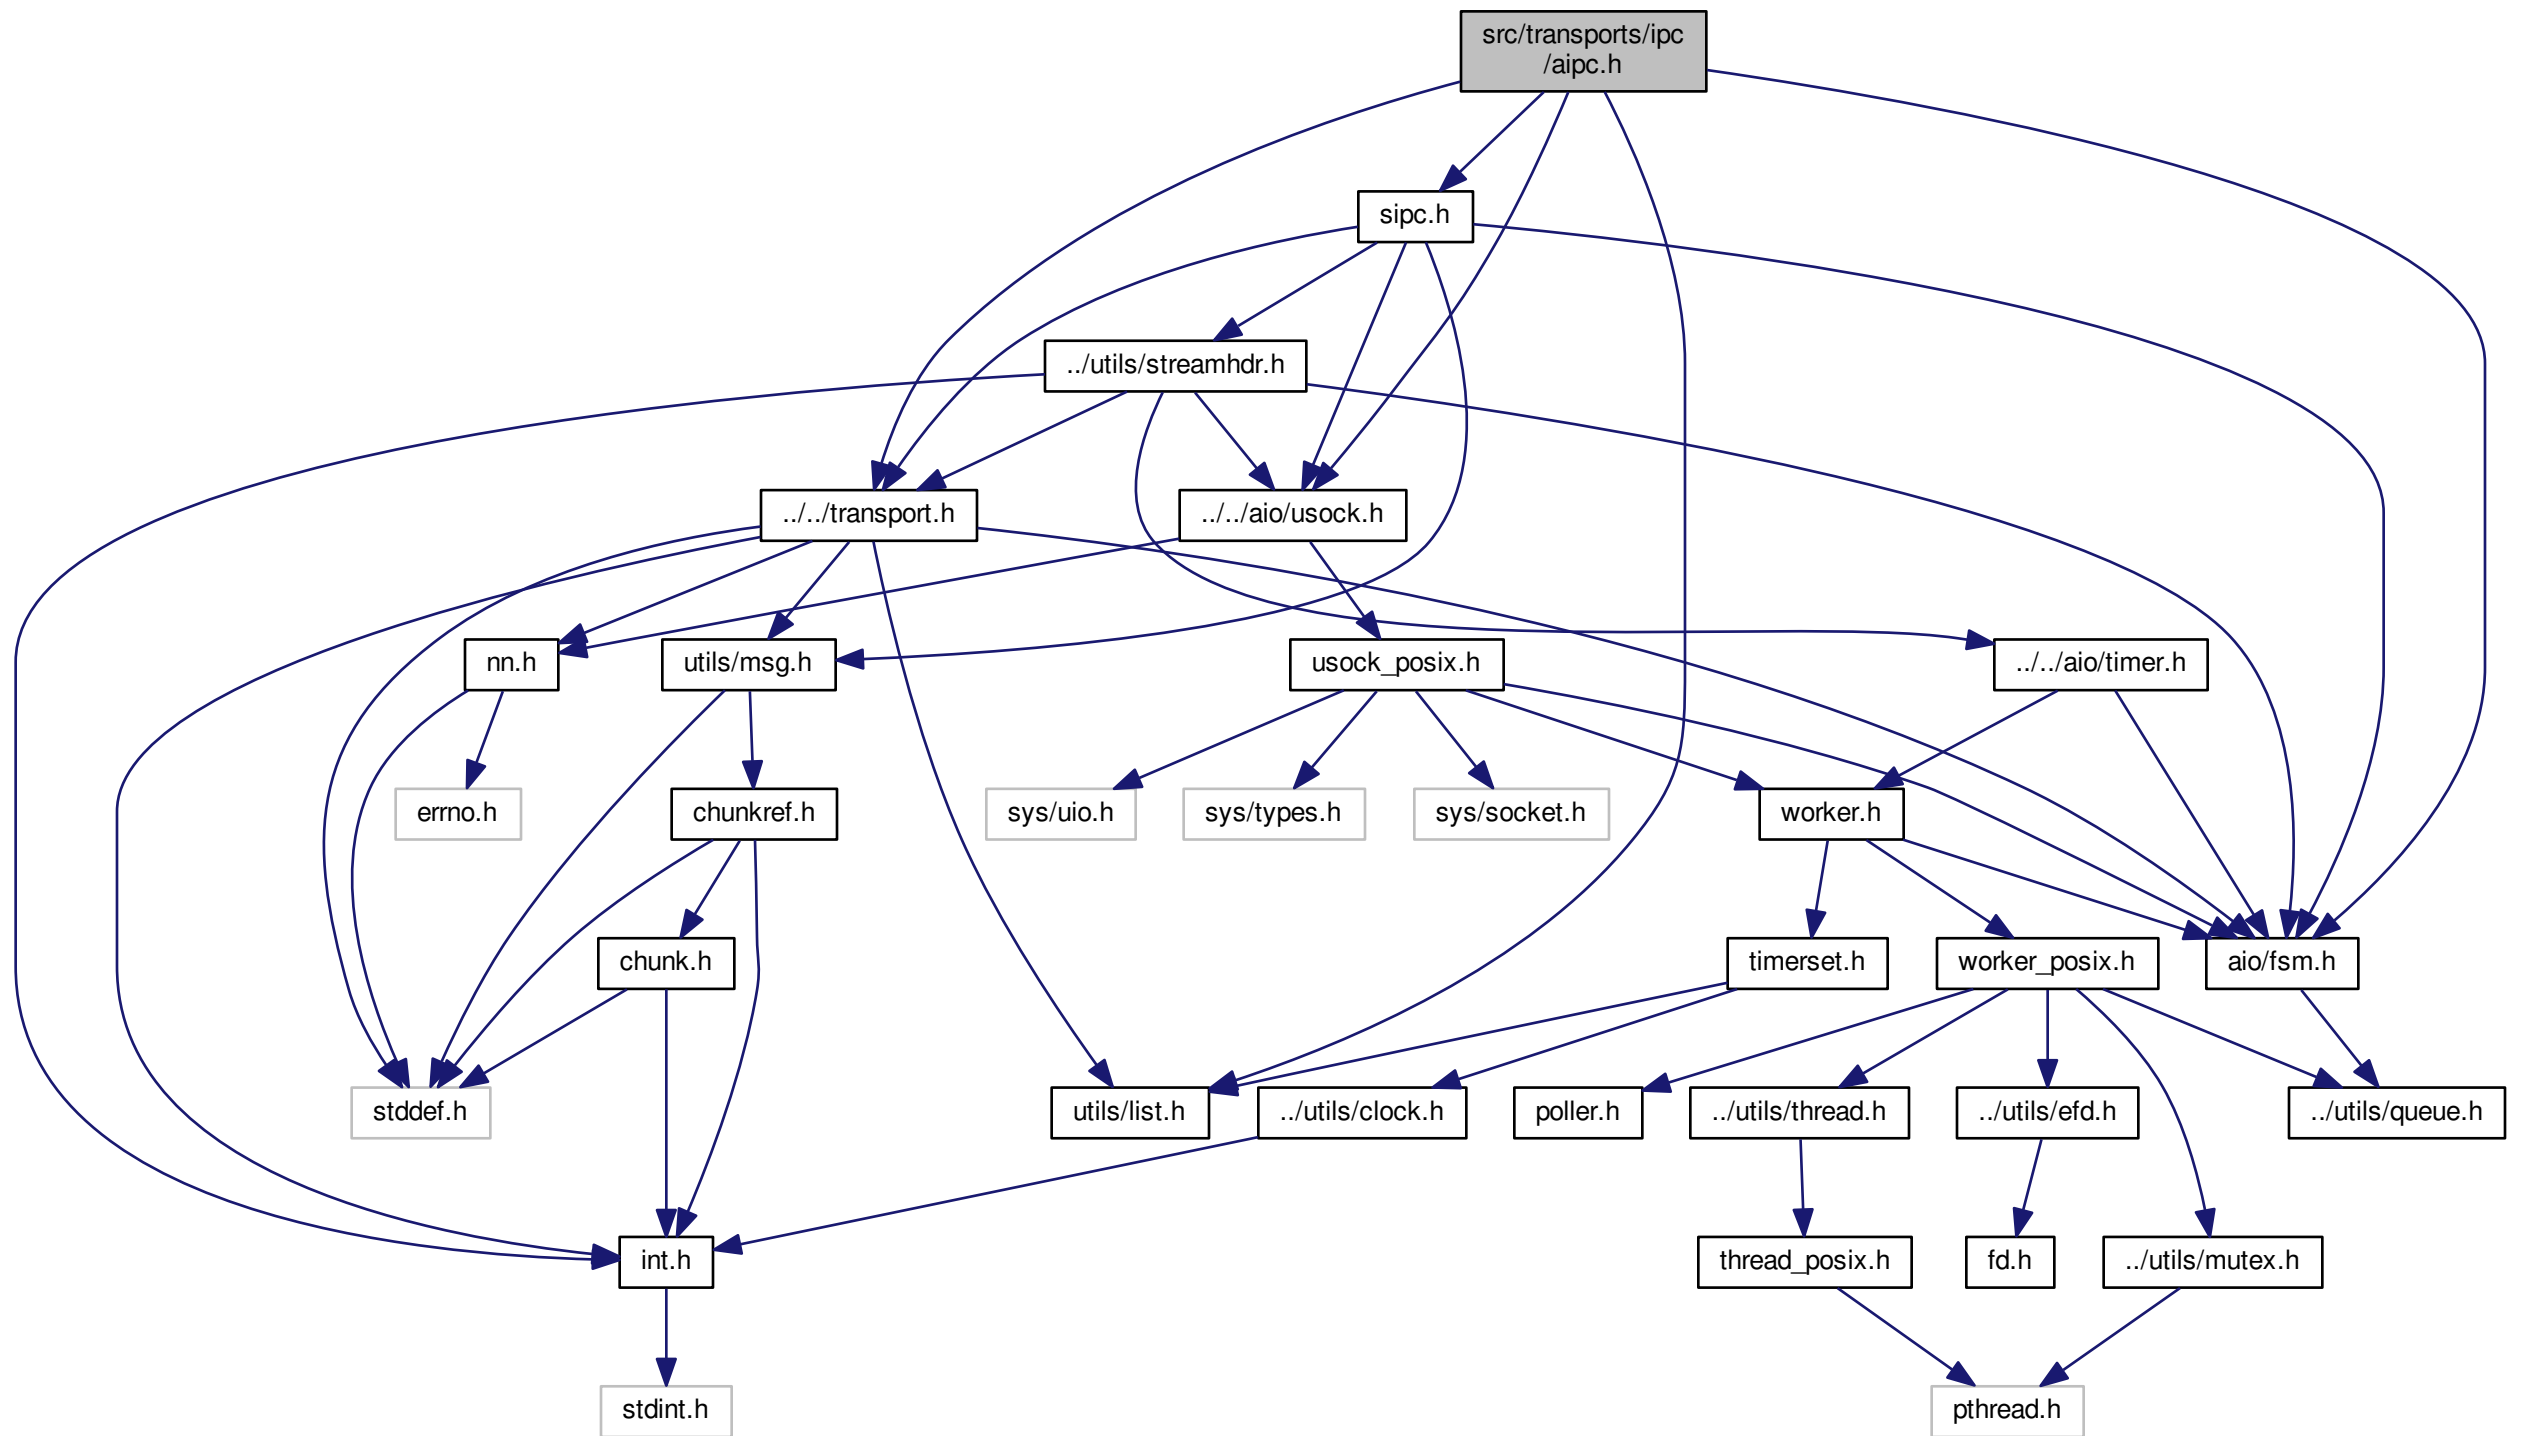 src/transports/ipc
/aipc.h
sipc.h
../utils/streamhdr.h
../../transport.h
../../aio/usock.h
nn.h
utils/msg.h
usock_posix.h
../../aio/timer.h
errno.h
chunkref.h
sys/uio.h
sys/types.h
sys/socket.h
worker.h
chunk.h
timerset.h
worker_posix.h
aio/fsm.h
stddef.h
utils/list.h
../utils/clock.h
poller.h
../utils/thread.h
../utils/efd.h
../utils/queue.h
int.h
thread_posix.h
fd.h
../utils/mutex.h
stdint.h
pthread.h